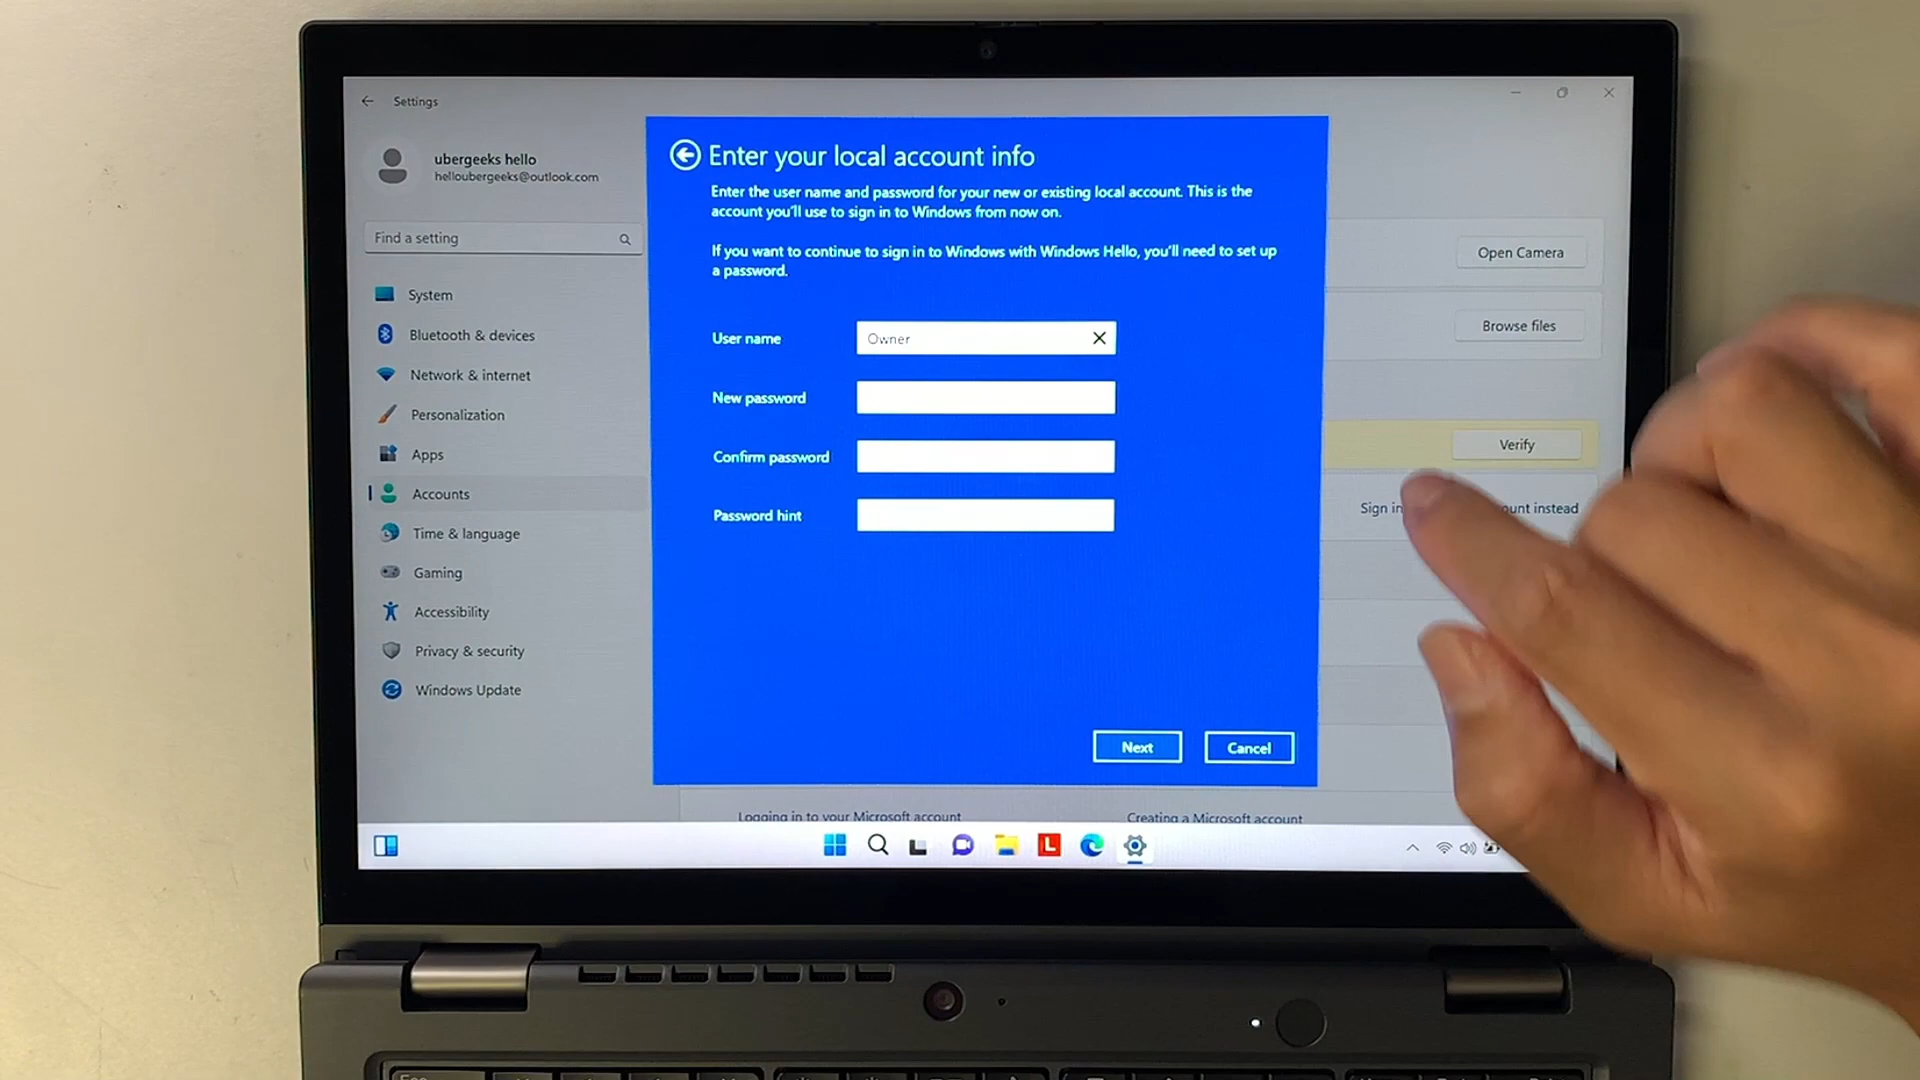 Settings
ubergeeks hello
helloubergeeks@outlook.com
Find a setting
System
Bluetooth & devices
Network & internet
Personalization
Apps
Accounts
Time & language
Gaming
Accessibility
Privacy & security
Windows Update
Enter your local account info
Enter the user name and password for your new or existing local account. This is the
account you'll use to sign in to Windows from now on.
If you want to continue to sign in to Windows with Windows Hello, you'll need to set up
a password.
User name
Owner
New password
Confirm password
Password hint
Next
Cancel
Open Camera
Browse files
Verify
Sign in
instead
Logging in to your Microsoft account
Creating a Microsoft account
L